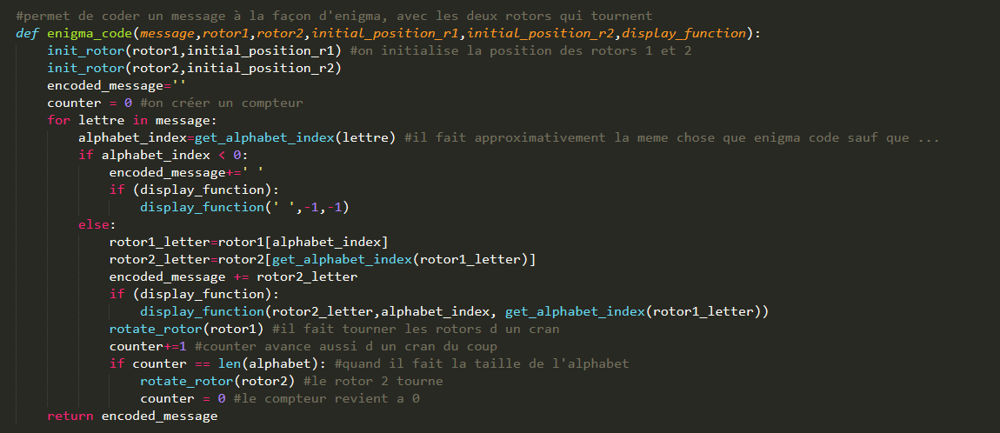 #permet de coder un message à la façon d'enigma, avec les deux rotors qui tournent
def enigma_code(message,rotor1,rotor2,initial_position_r1,initial_position_r2,display_function):
    init_rotor(rotor1,initial_position_r1) #on initialise la position des rotors 1 et 2
    init_rotor(rotor2,initial_position_r2)
    encoded_message=''
    counter = 0 #on créer un compteur
    for lettre in message:
        alphabet_index=get_alphabet_index(lettre) #il fait approximativement la meme chose que enigma code sauf que ...
        if alphabet_index < 0:
            encoded_message+=' '
            if (display_function):
                display_function(' ',-1,-1)
        else:
            rotor1_letter=rotor1[alphabet_index]
            rotor2_letter=rotor2[get_alphabet_index(rotor1_letter)]
            encoded_message += rotor2_letter
            if (display_function):
                display_function(rotor2_letter,alphabet_index, get_alphabet_index(rotor1_letter))
            rotate_rotor(rotor1) #il fait tourner les rotors d un cran
            counter+=1 #counter avance aussi d un cran du coup
            if counter == len(alphabet): #quand il fait la taille de l'alphabet
                rotate_rotor(rotor2) #le rotor 2 tourne
                counter = 0 #le compteur revient a 0
    return encoded_message